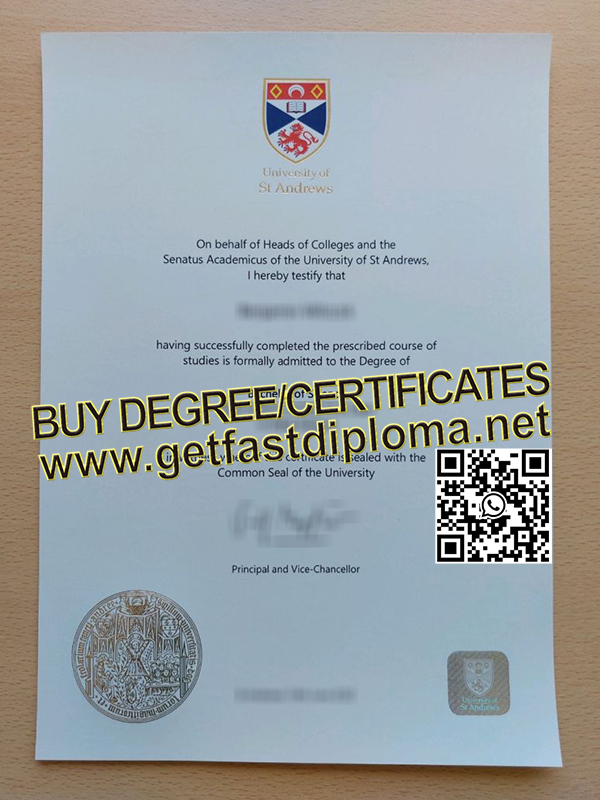 University of
St Andrews
On behalf of Heads of Colleges and the
Senatus Academicus of the University of St Andrews,
I hereby testify that
having successfully completed the prescribed course of
studies is formally admitted to the Degree of
of
BUY DEGREE/CERTIFICATES
www.getfastdiploma.net
certificate is sealed with the
Common Seal of the University
Principal and Vice-Chancellor
University of
St Andrews